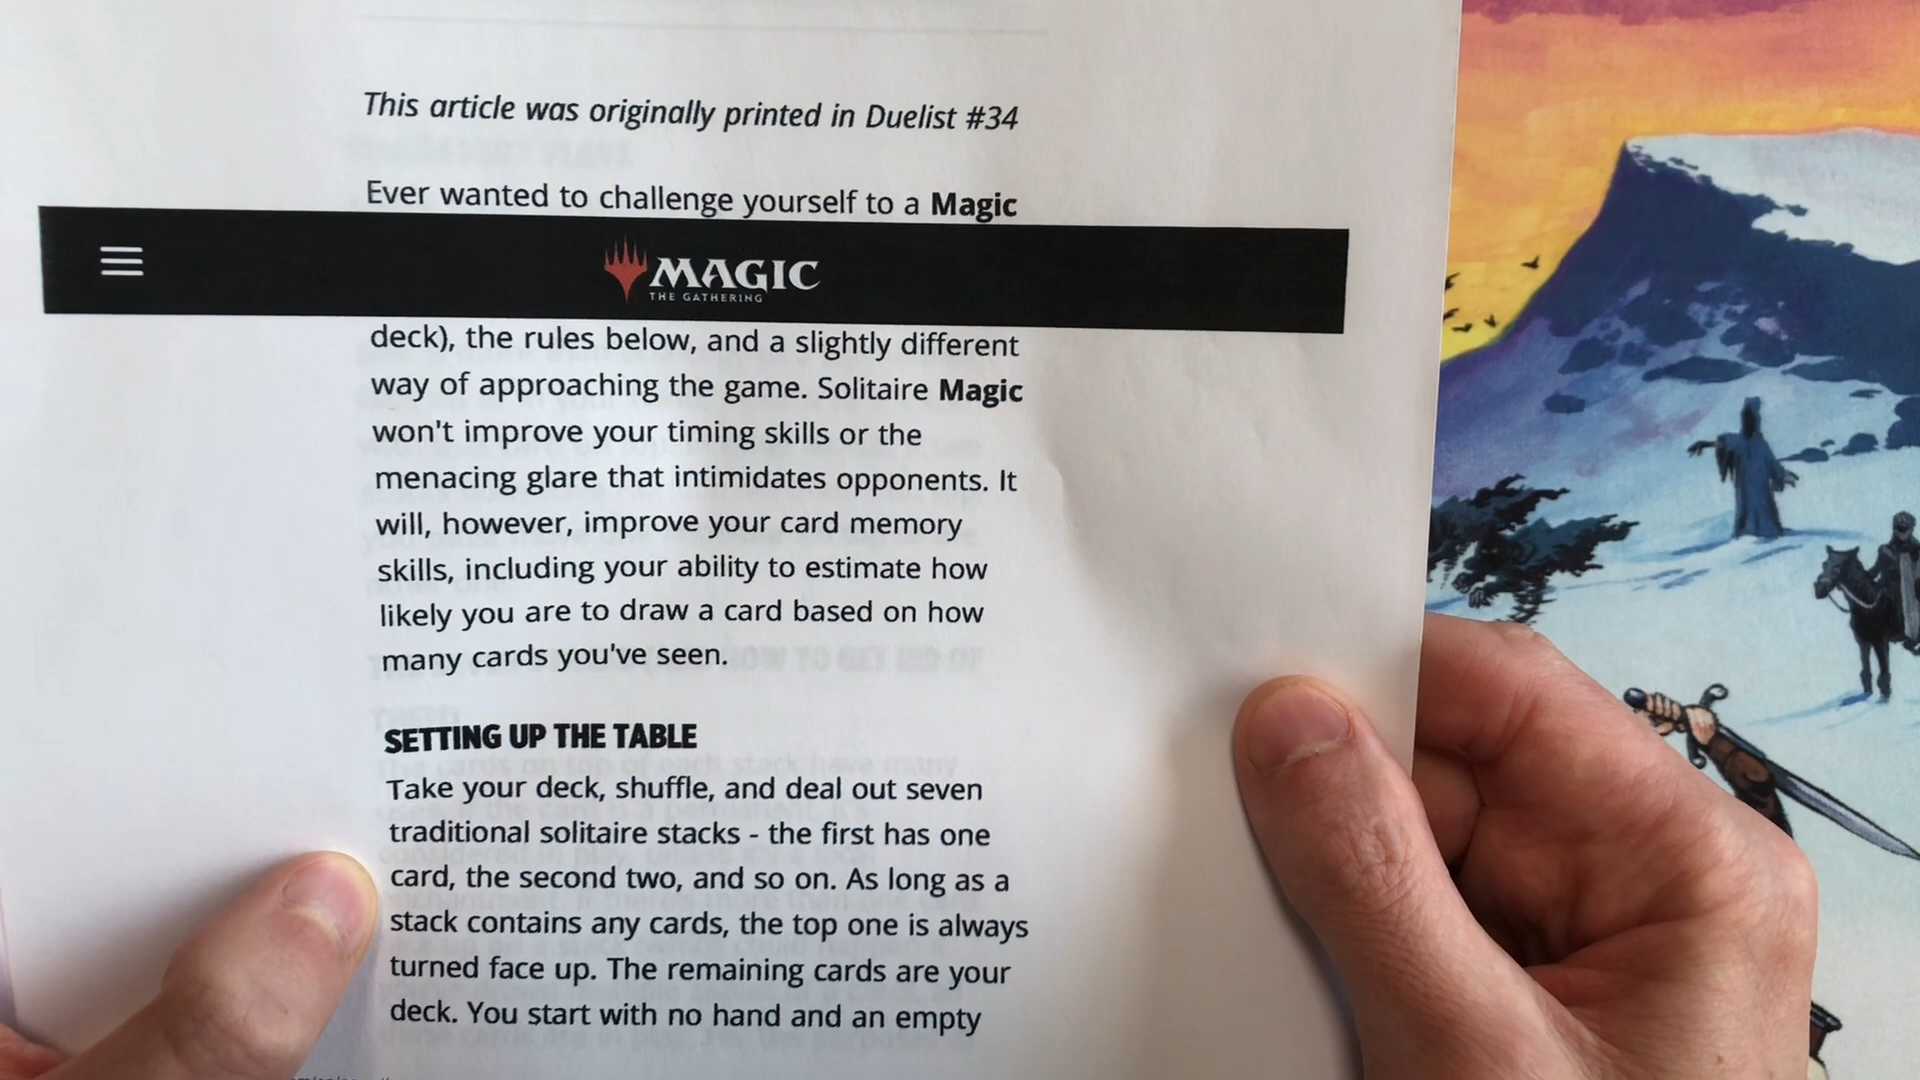 This article was originally printed in Duelist #34
Ever wanted to challenge yourself to a Magic
MAGIC
THE GATHERING
deck), the rules below, and a slightly different
way of approaching the game. Solitaire Magic
won't improve your timing skills or the
menacing glare that intimidates opponents. It
will, however, improve your card memory
skills, including your ability to estimate how
likely you are to draw a card based on how
many cards you've seen.
SETTING UP THE TABLE
Take your deck, shuffle, and deal out seven
traditional solitaire stacks - the first has one
card, the second two, and so on. As long as a
stack contains any cards, the top one is always
turned face up. The remaining cards are your
deck. You start with no hand and an empty